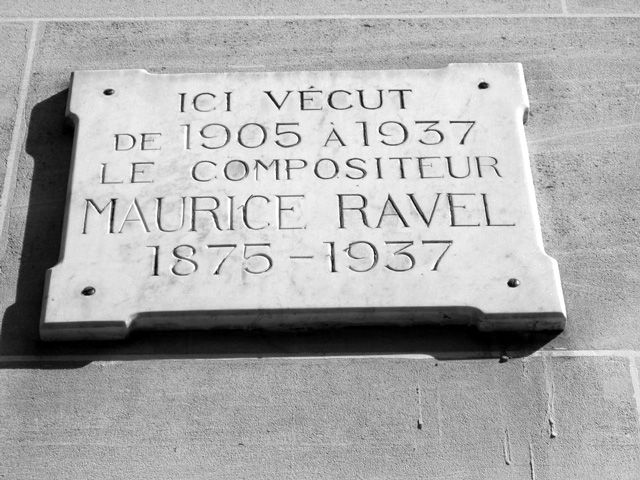 ICI VÉCUT
DE 1905 À 1937
LE COMPOSITEUR
MAURICE RAVEL
1875 - 1937